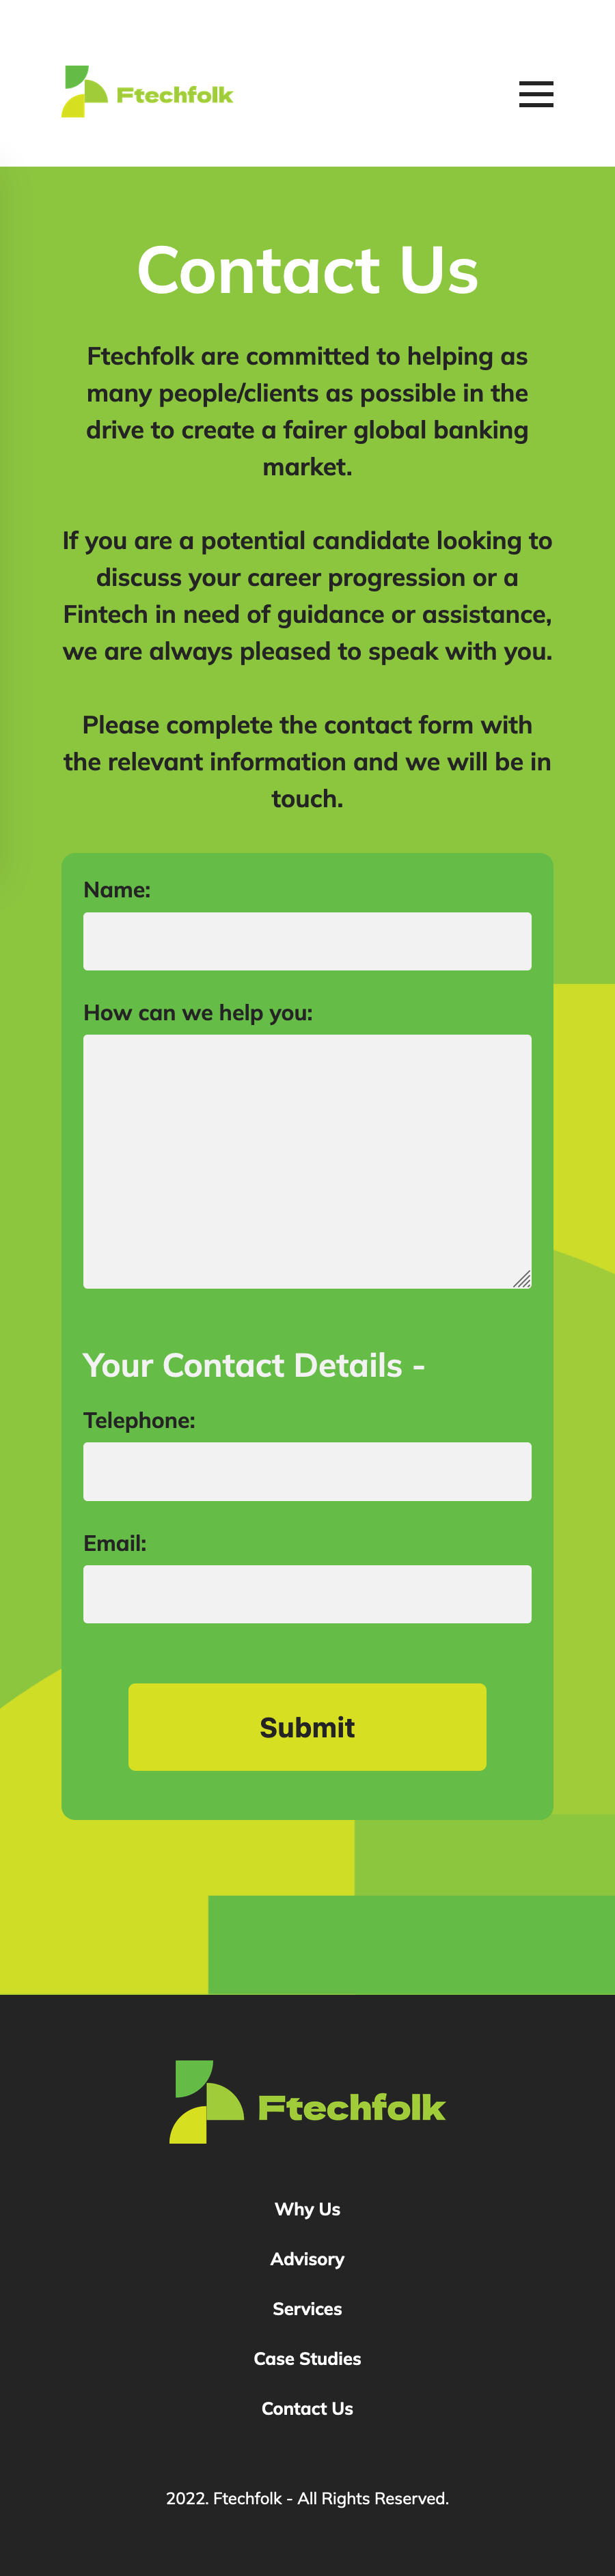 Ftechfolk
Contact Us
Ftechfolk are committed to helping as
many people/clients as possible in the
drive to create a fairer global banking
market.
If you are a potential candidate looking to
discuss your career progression or a
Fintech in need of guidance or assistance,
we are always pleased to speak with you.
Please complete the contact form with
the relevant information and we will be in
touch.
Name:
How can we help you:
Your Contact Details -
Telephone:
Email:
Submit
Ftechfolk
Why Us
Advisory
Services
Case Studies
Contact Us
2022. Ftechfolk - All Rights Reserved.